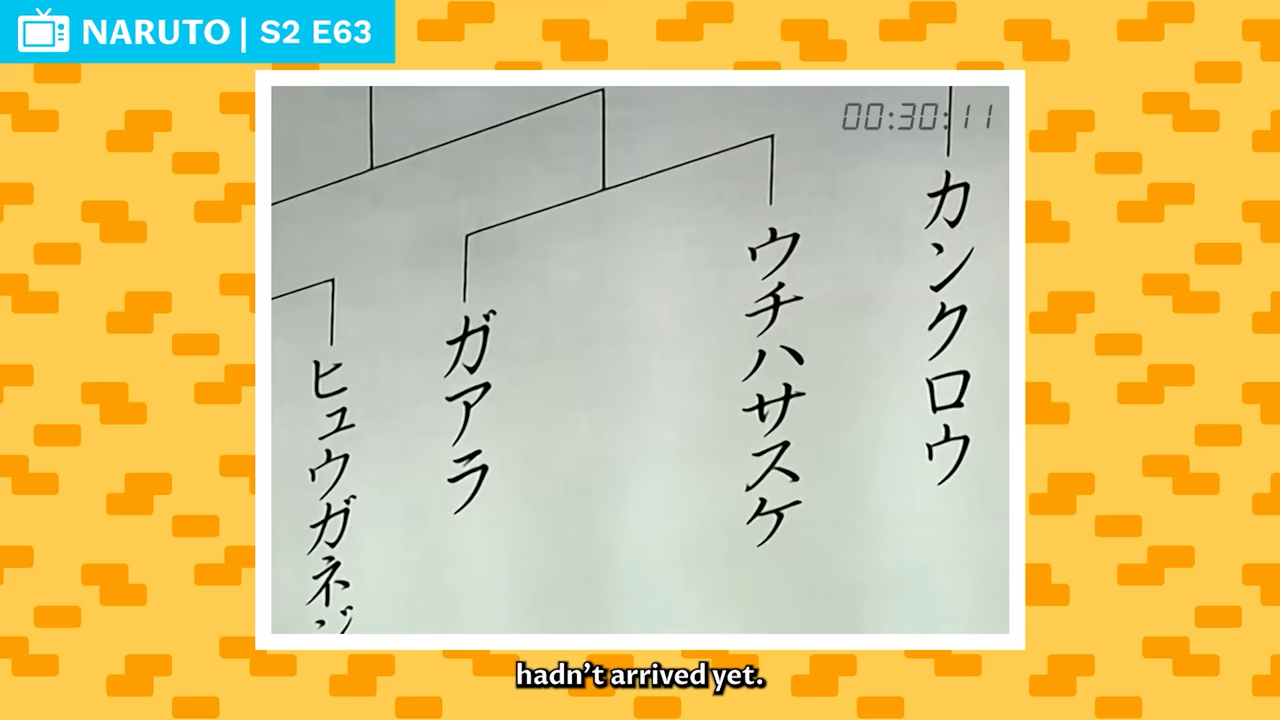 NARUTO | S2 E63
00:30:11
カンクロウ
ウチハサスケ
ガアラ
ヒュウガネジ
hadn't arrived yet.